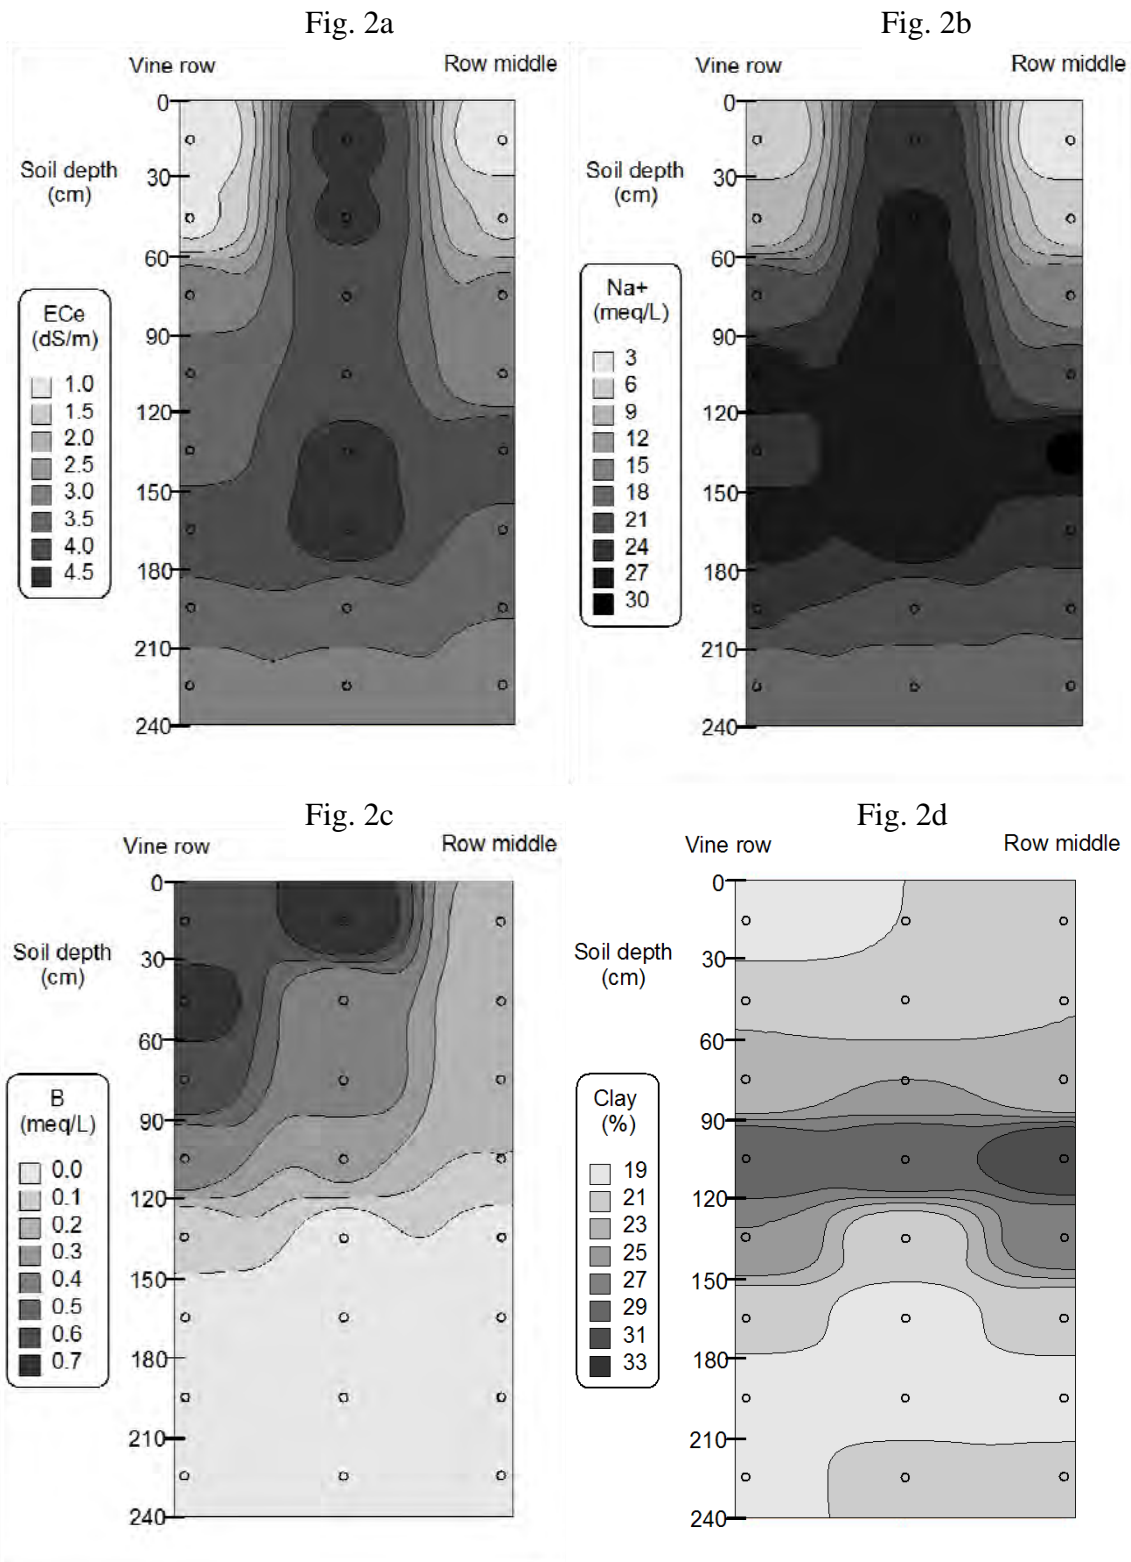 Fig. 2a
Vine row
Row middle
Soil depth
(cm)
0
30
60
90
120
150
180
210
240
ECe
(dS/m)
1.0
1.5
2.0
2.5
3.0
3.5
4.0
4.5
Fig. 2b
Vine row
Row middle
Soil depth
(cm)
0
30
60
90
120
150
180
210
240
Na+
(meq/L)
3
6
9
12
15
18
21
24
27
30
Fig. 2c
Vine row
Row middle
Soil depth
(cm)
0
30
60
90
120
150
180
210
240
B
(meq/L)
0.0
0.1
0.2
0.3
0.4
0.5
0.6
0.7
Fig. 2d
Vine row
Row middle
Soil depth
(cm)
0
30
60
90
120
150
180
210
240
Clay
(%)
19
21
23
25
27
29
31
33